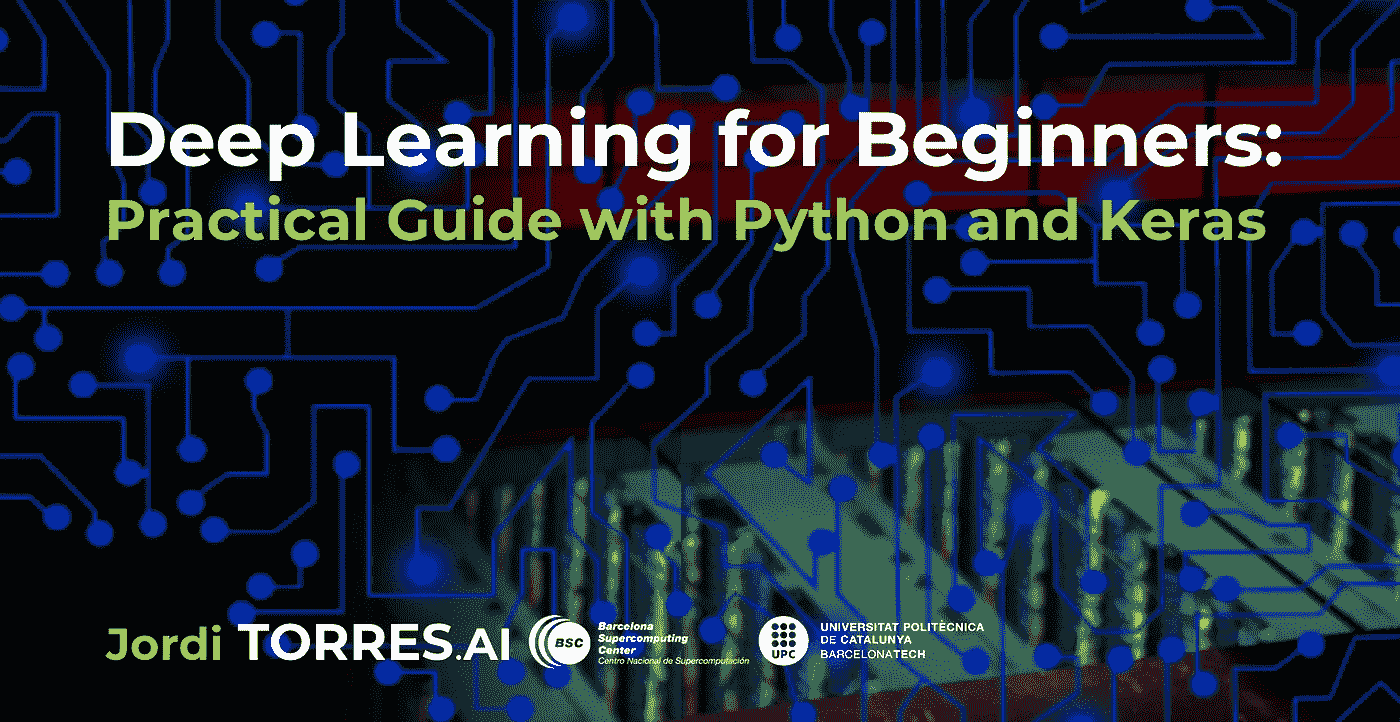 Deep Learning for Beginners:
Practical Guide with Python and Keras
Jordi TORRES.AI
BSC
Barcelona
Supercomputing
Center
Centro Nacional de Supercomputación
UPC
UNIVERSITAT POLITÈCNICA
DE CATALUNYA
BARCELONATECH